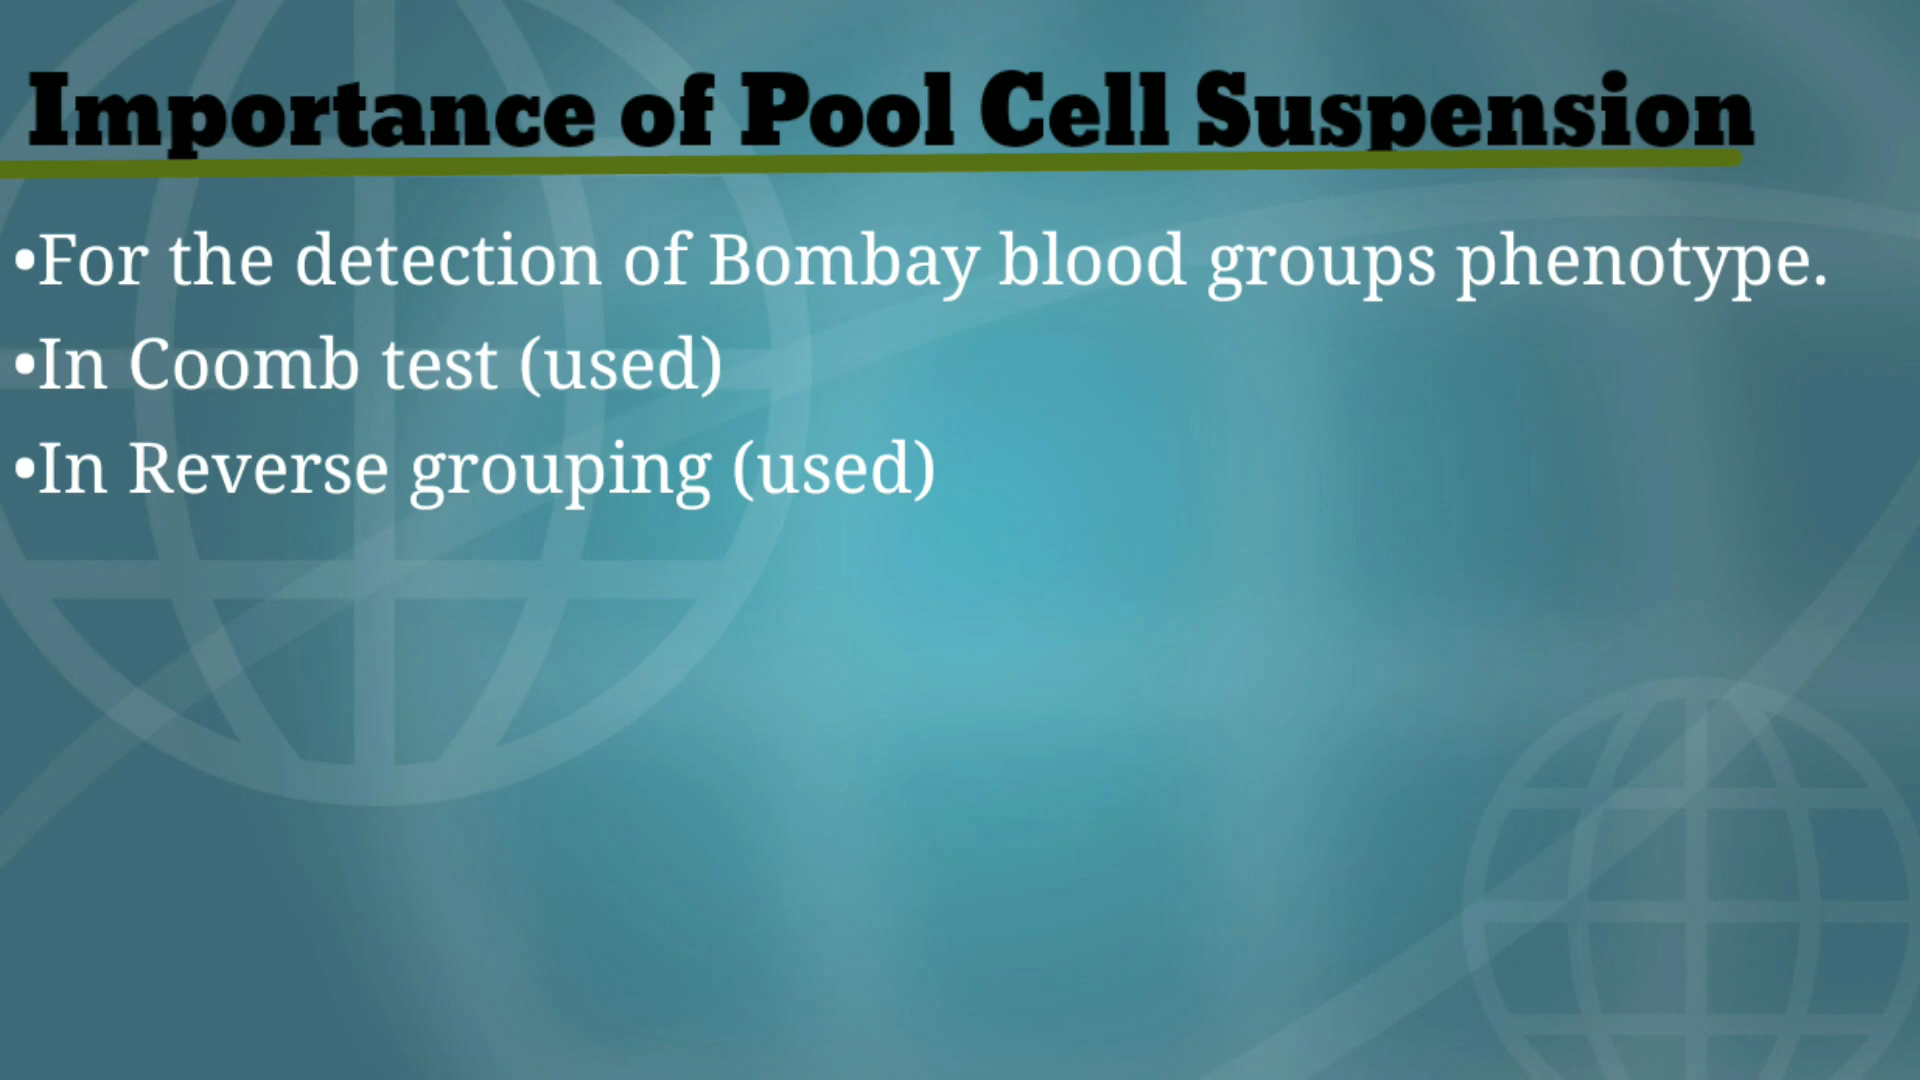 Importance of Pool Cell Suspension
•For the detection of Bombay blood groups phenotype.
•In Coomb test (used)
•In Reverse grouping (used)